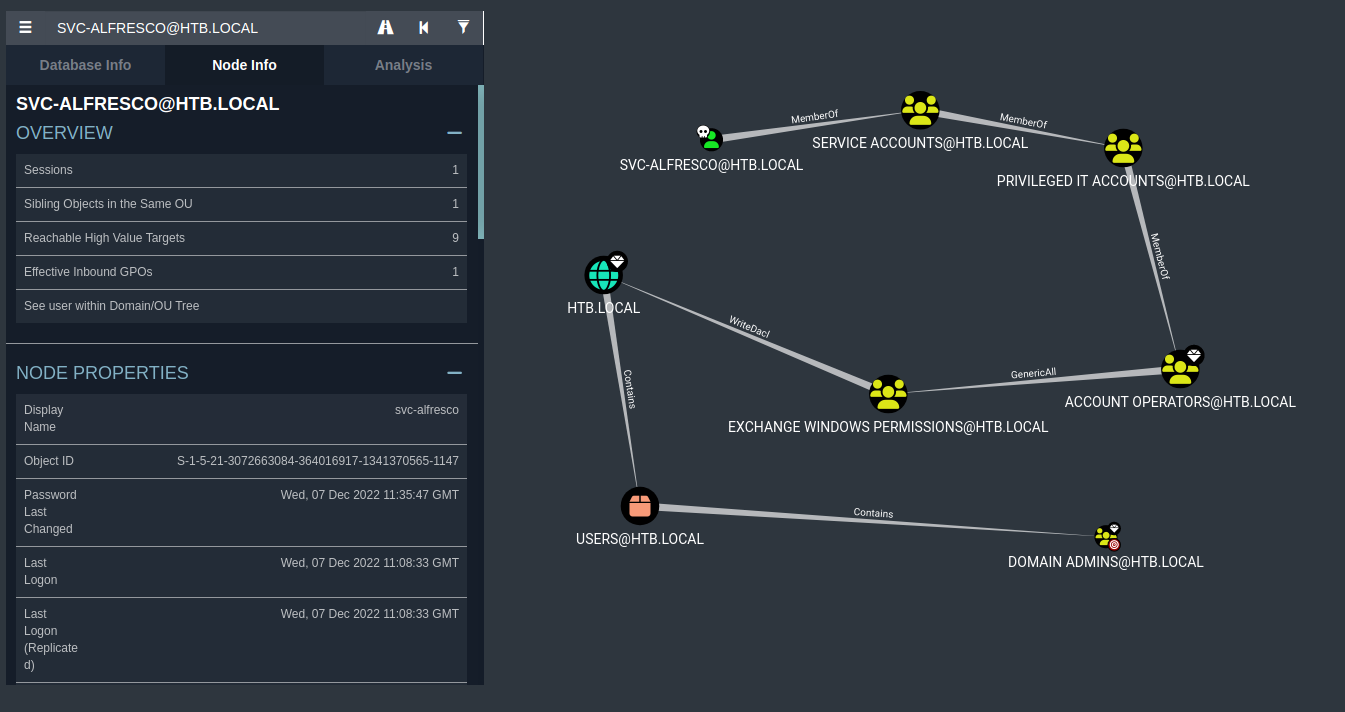 SVC-ALFRESCO@HTB.LOCAL
Database Info
Node Info
Analysis
SVC-ALFRESCO@HTB.LOCAL
OVERVIEW
Sessions 1
Sibling Objects in the Same OU 1
Reachable High Value Targets 9
Effective Inbound GPOs 1
See user within Domain/OU Tree
NODE PROPERTIES
Display svc-alfresco
Name
Object ID S-1-5-21-3072663084-364016917-1341370565-1147
Password Wed, 07 Dec 2022 11:35:47 GMT
Last
Changed
Last Wed, 07 Dec 2022 11:08:33 GMT
Logon
Last Wed, 07 Dec 2022 11:08:33 GMT
Logon
(Replicate
d)
MemberOf
MemberOf
SERVICE ACCOUNTS@HTB.LOCAL
SVC-ALFRESCO@HTB.LOCAL
PRIVILEGED IT ACCOUNTS@HTB.LOCAL
MemberOf
HTB.LOCAL
WriteDacl
Contains
GenericAll
ACCOUNT OPERATORS@HTB.LOCAL
EXCHANGE WINDOWS PERMISSIONS@HTB.LOCAL
Contains
USERS@HTB.LOCAL
DOMAIN ADMINS@HTB.LOCAL